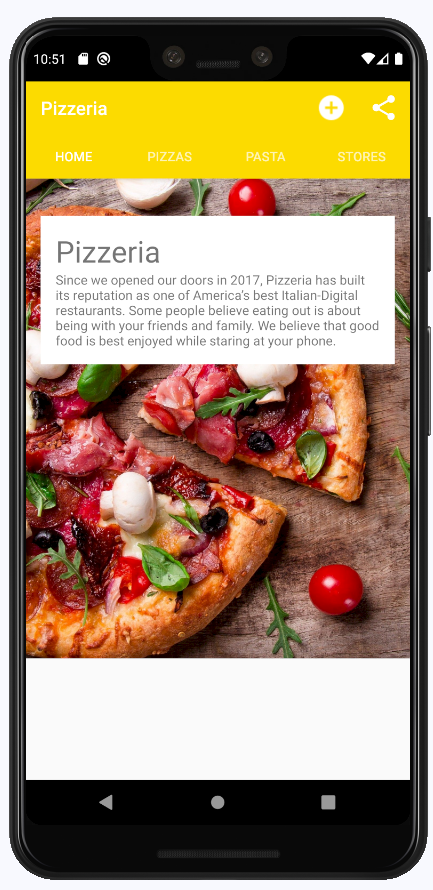 10:51
Pizzeria
HOME PIZZAS PASTA STORES
Pizzeria
Since we opened our doors in 2017, Pizzeria has built
its reputation as one of America's best Italian-Digital
restaurants. Some people believe eating out is about
being with your friends and family. We believe that good
food is best enjoyed while staring at your phone.